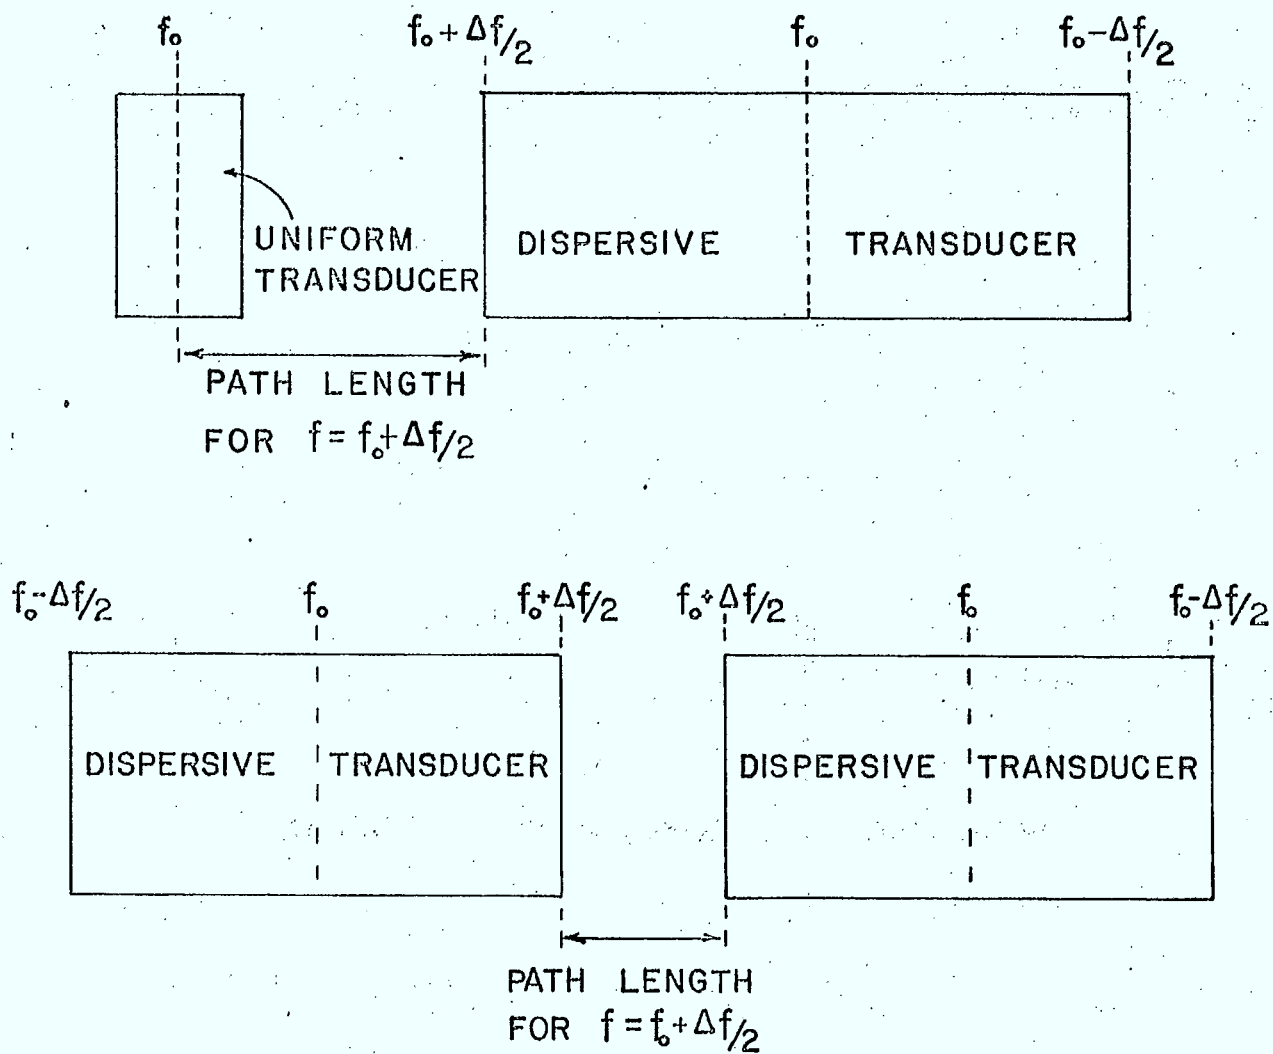 f₀ f₀+Δf/2 f₀ f₀-Δf/2
UNIFORM
TRANSDUCER
DISPERSIVE TRANSDUCER
PATH LENGTH
FOR f=f₀+Δf/2
f₀-Δf/2 f₀ f₀+Δf/2 f₀+Δf/2 f₀ f₀-Δf/2
DISPERSIVE TRANSDUCER DISPERSIVE TRANSDUCER
PATH LENGTH
FOR f=f₀+Δf/2